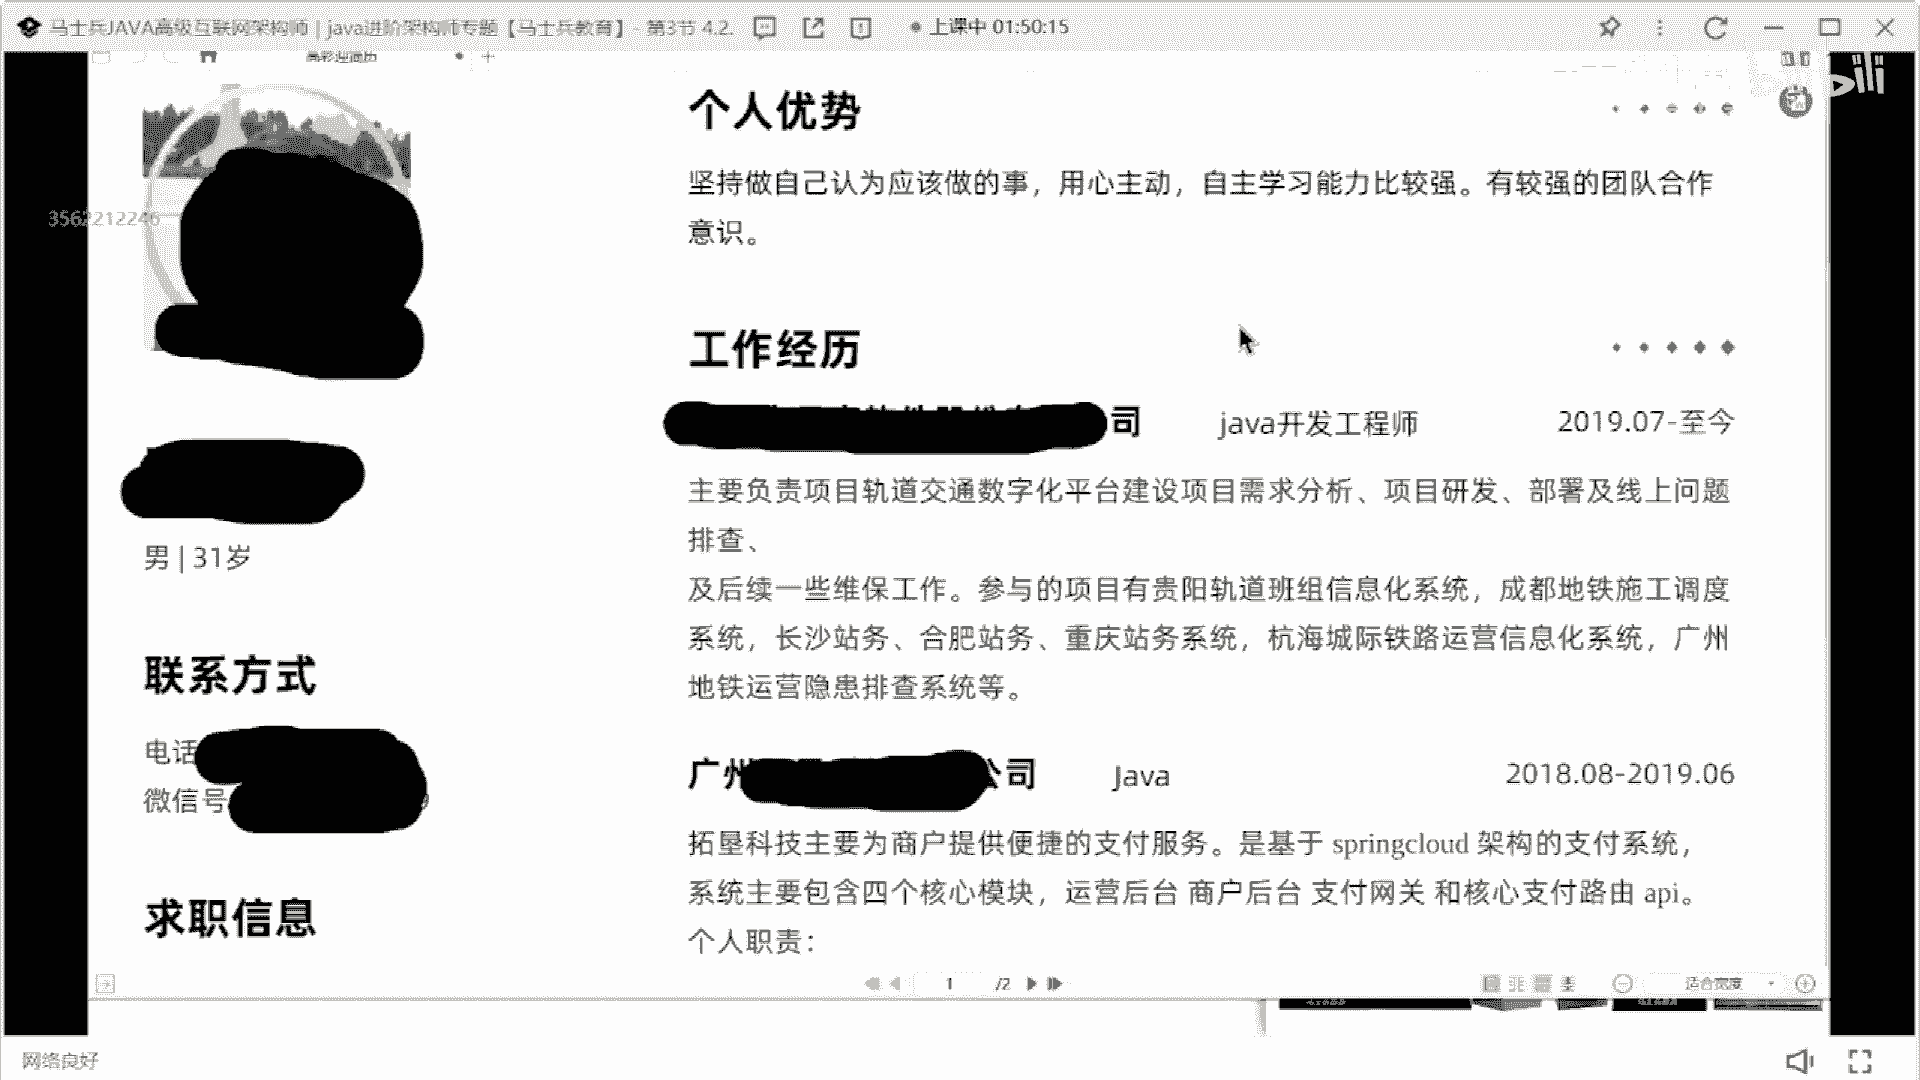 马士兵JAVA高级互联网架构师 | java进阶架构师专题【马士兵教育】 - 第3节 4.2.
上课中 01:50:15
3562212246
个人优势
坚持做自己认为应该做的事，用心主动，自主学习能力比较强。有较强的团队合作
意识。
工作经历
司 java开发工程师 2019.07-至今
主要负责项目轨道交通数字化平台建设项目需求分析、项目研发、部署及线上问题
排查、
及后续一些维保工作。参与的项目有贵阳轨道班组信息化系统，成都地铁施工调度
系统，长沙站务、合肥站务、重庆站务系统，杭海城际铁路运营信息化系统，广州
地铁运营隐患排查系统等。
广州 公司 Java 2018.08-2019.06
拓垦科技主要为商户提供便捷的支付服务。是基于 springcloud 架构的支付系统，
系统主要包含四个核心模块，运营后台 商户后台 支付网关 和核心支付路由 api。
个人职责：
男 | 31岁
联系方式
电话
微信号
求职信息
1 /2
适合宽度
网络良好